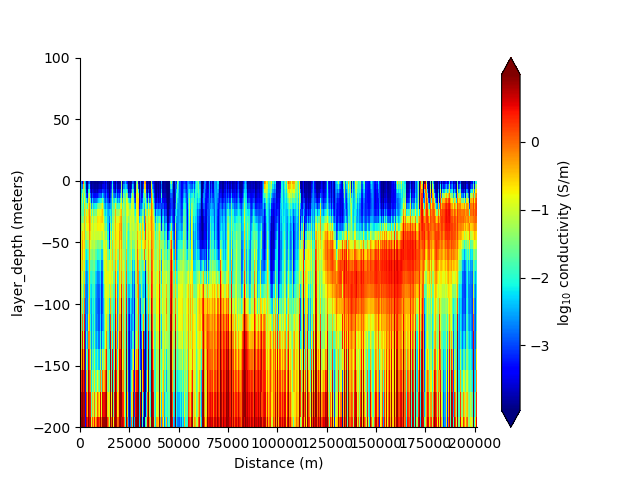 100
50
0
−50
−100
−150
−200
layer_depth (meters)
0 25000 50000 75000 100000 125000 150000 175000 200000
Distance (m)
0
−1
−2
−3
log₁₀ conductivity (S/m)